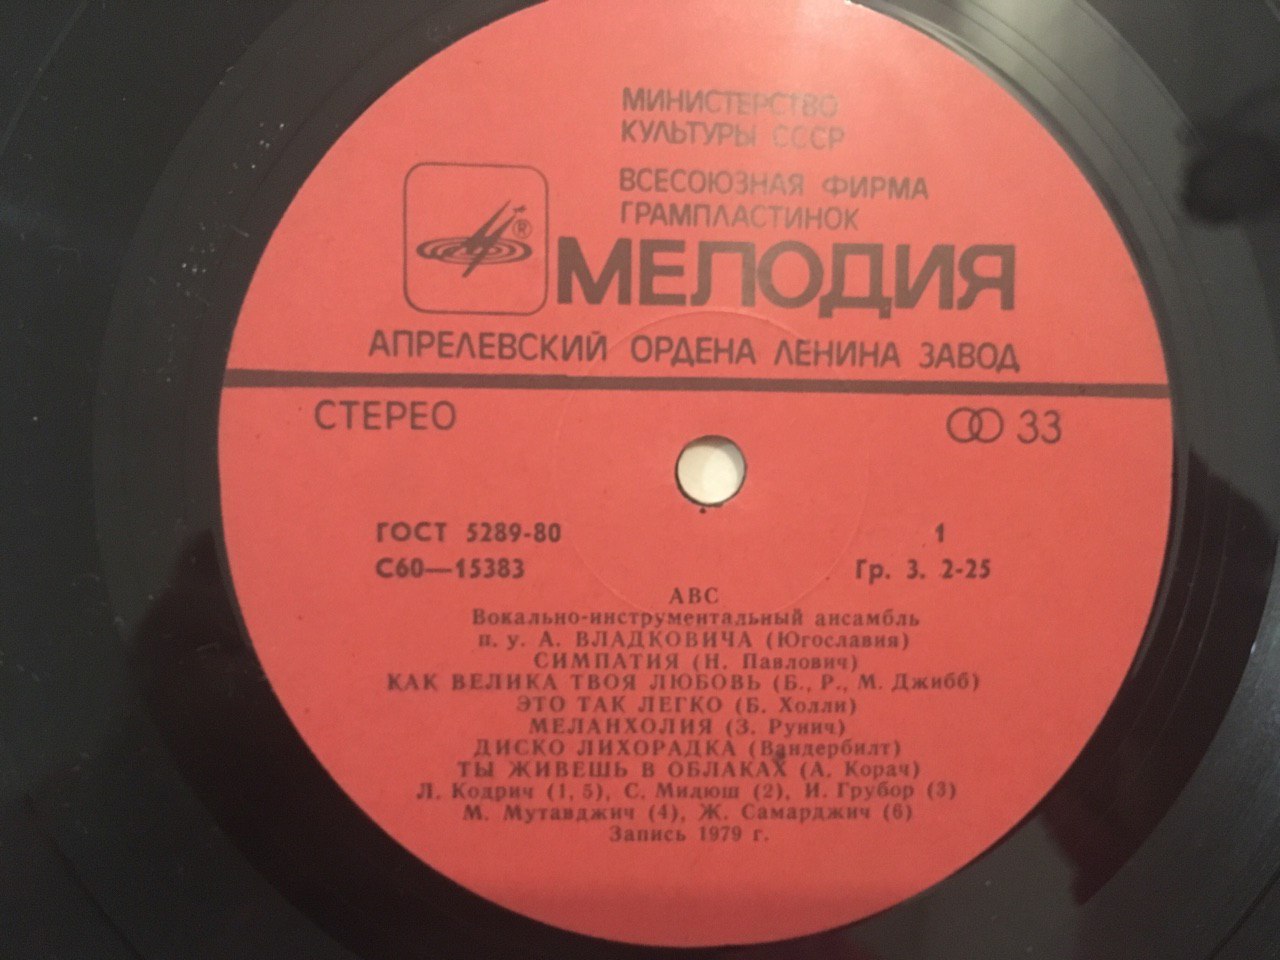 МИНИСТЕРСТВО
КУЛЬТУРЫ СССР
ВСЕСОЮЗНАЯ ФИРМА
ГРАМПЛАСТИНОК
®
МЕЛОДИЯ
АПРЕЛЕВСКИЙ ОРДЕНА ЛЕНИНА ЗАВОД
СТЕРЕО
33
ГОСТ 5289-80
1
С60—15383
Гр. 3. 2-25
АВС
Вокально-инструментальный ансамбль
п. у. А. ВЛАДКОВИЧА (Югославия)
СИМПАТИЯ (Н. Павлович)
КАК ВЕЛИКА ТВОЯ ЛЮБОВЬ (Б., Р., М. Джибб)
ЭТО ТАК ЛЕГКО (Б. Холли)
МЕЛАНХОЛИЯ (З. Рунич)
ДИСКО ЛИХОРАДКА (Вандербилт)
ТЫ ЖИВЕШЬ В ОБЛАКАХ (А. Корач)
Л. Кодрич (1, 5), С. Мидюш (2), И. Грубор (3)
М. Мутавджич (4), Ж. Самарджич (6)
Запись 1979 г.